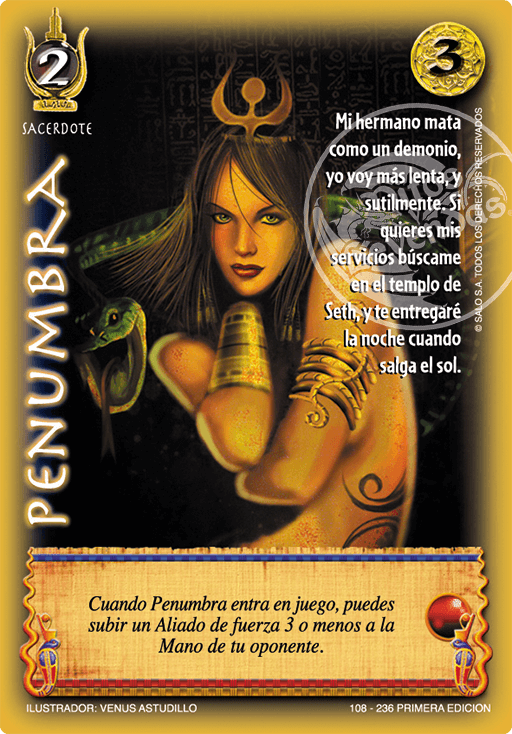 2
3
SACERDOTE
PENUMBRA
Mi hermano mata
como un demonio,
yo voy más lenta, y
sutilmente. Si
quieres mis
servicios búscame
en el templo de
Seth, y te entregaré
la noche cuando
salga el sol.
© SALO S.A. TODOS LOS DERECHOS RESERVADOS
Cuando Penumbra entra en juego, puedes
subir un Aliado de fuerza 3 o menos a la
Mano de tu oponente.
ILUSTRADOR: VENUS ASTUDILLO
108 - 236 PRIMERA EDICION